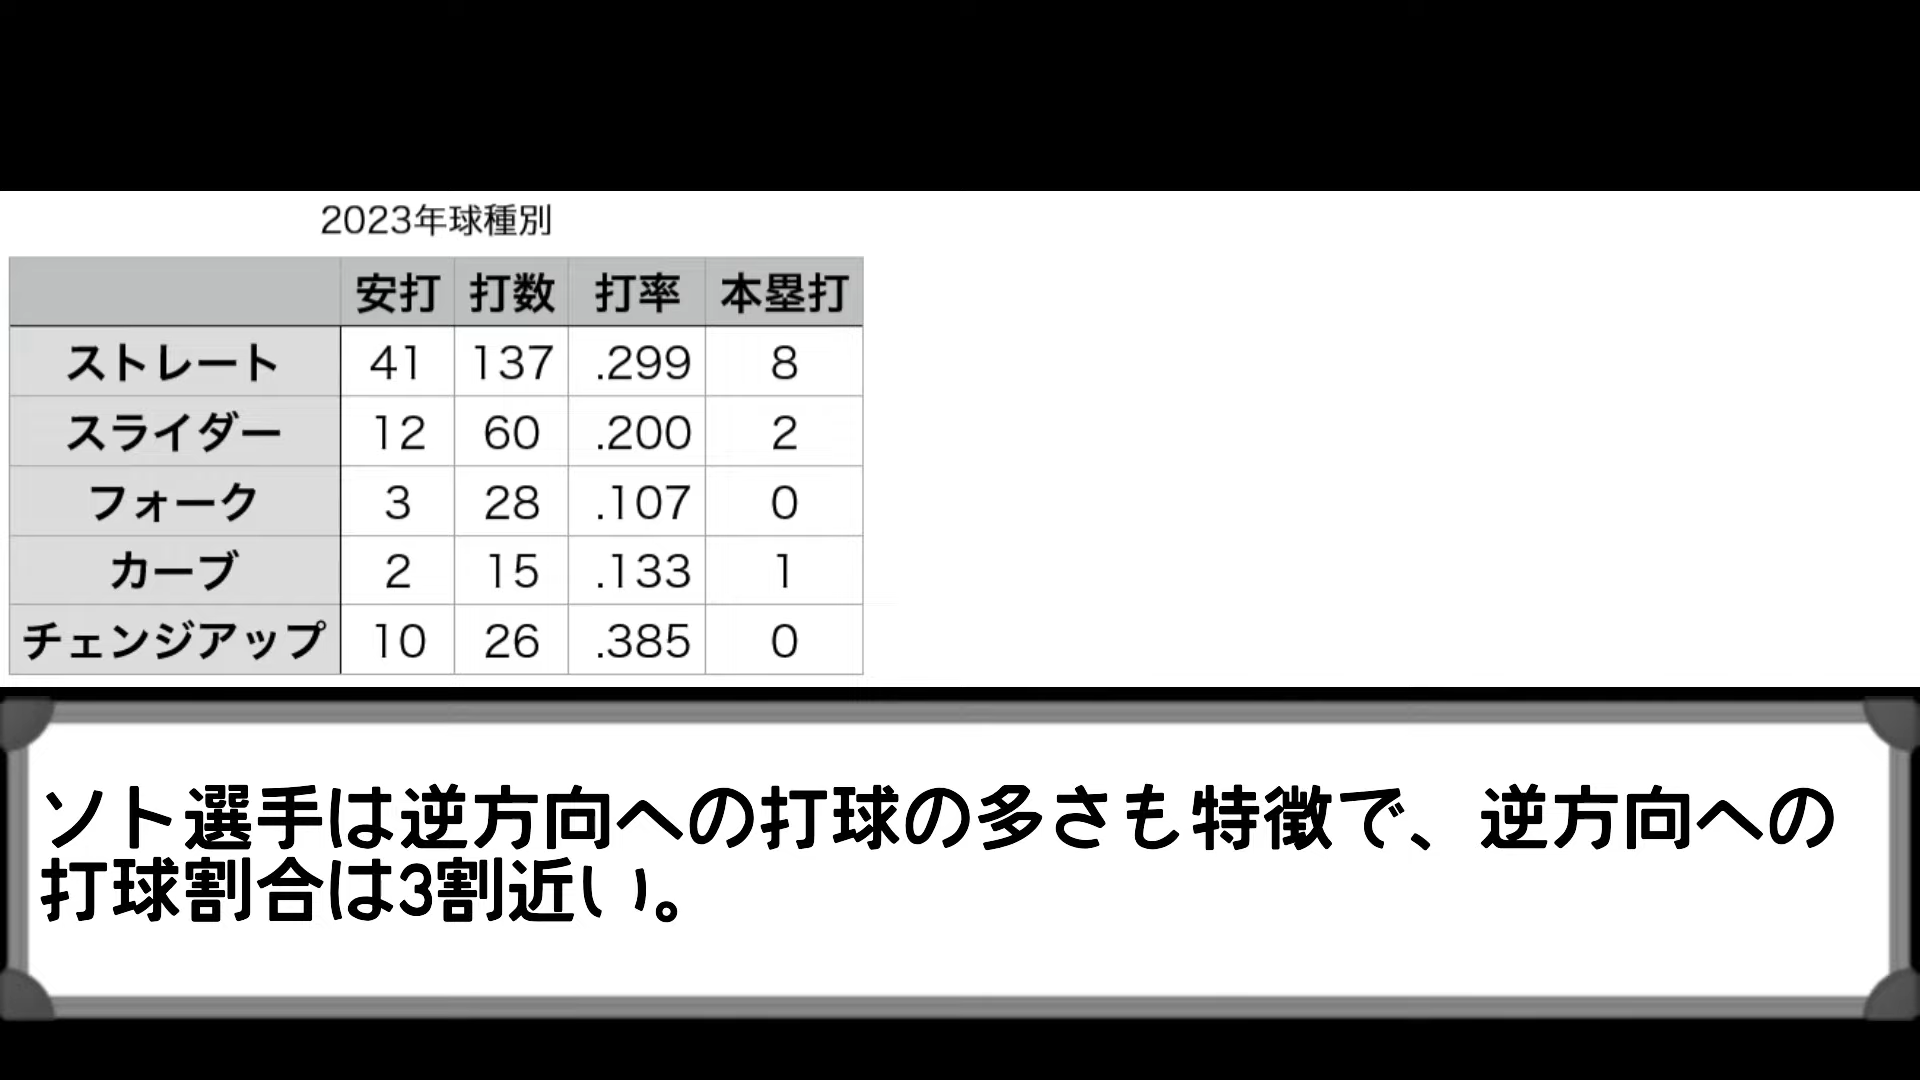 2023年球種別
安打 打数 打率 本塁打
ストレート 41 137 .299 8
スライダー 12 60 .200 2
フォーク 3 28 .107 0
カーブ 2 15 .133 1
チェンジアップ 10 26 .385 0
ソト選手は逆方向への打球の多さも特徴で、逆方向への
打球割合は3割近い。